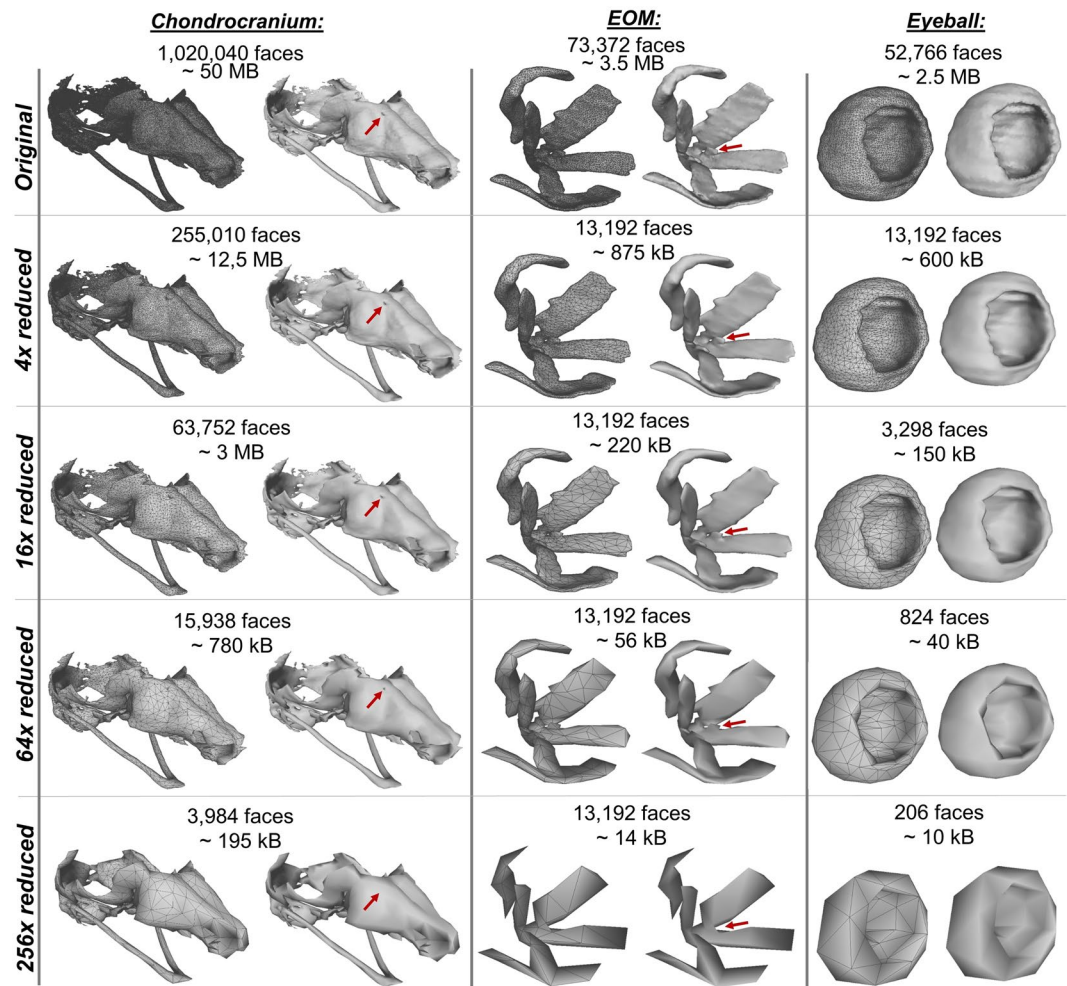 Chondrocranium:
EOM:
Eyeball:
Original
1,020,040 faces
~ 50 MB
73,372 faces
~ 3.5 MB
52,766 faces
~ 2.5 MB
4x reduced
255,010 faces
~ 12,5 MB
13,192 faces
~ 875 kB
13,192 faces
~ 600 kB
16x reduced
63,752 faces
~ 3 MB
13,192 faces
~ 220 kB
3,298 faces
~ 150 kB
64x reduced
15,938 faces
~ 780 kB
13,192 faces
~ 56 kB
824 faces
~ 40 kB
256x reduced
3,984 faces
~ 195 kB
13,192 faces
~ 14 kB
206 faces
~ 10 kB